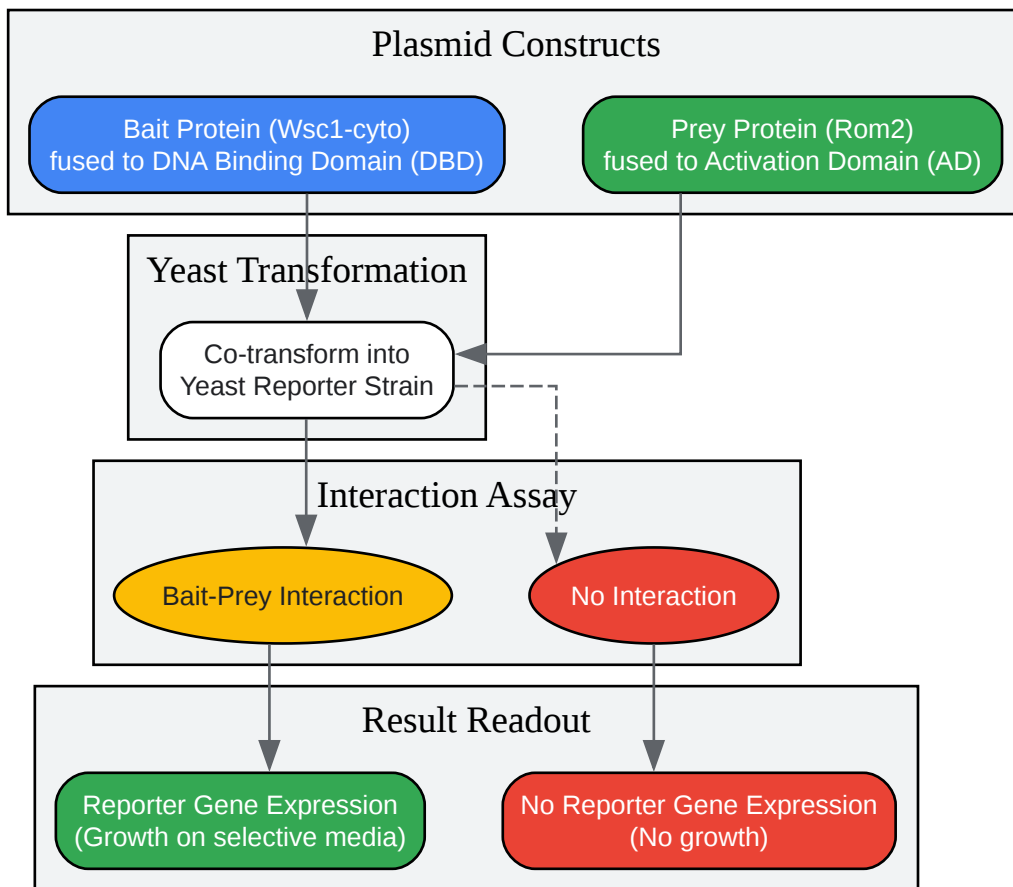 Plasmid Constructs
Bait Protein (Wsc1-cyto)
fused to DNA Binding Domain (DBD)
Prey Protein (Rom2)
fused to Activation Domain (AD)
Yeast Transformation
Co-transform into
Yeast Reporter Strain
Interaction Assay
Bait-Prey Interaction
No Interaction
Result Readout
Reporter Gene Expression
(Growth on selective media)
No Reporter Gene Expression
(No growth)